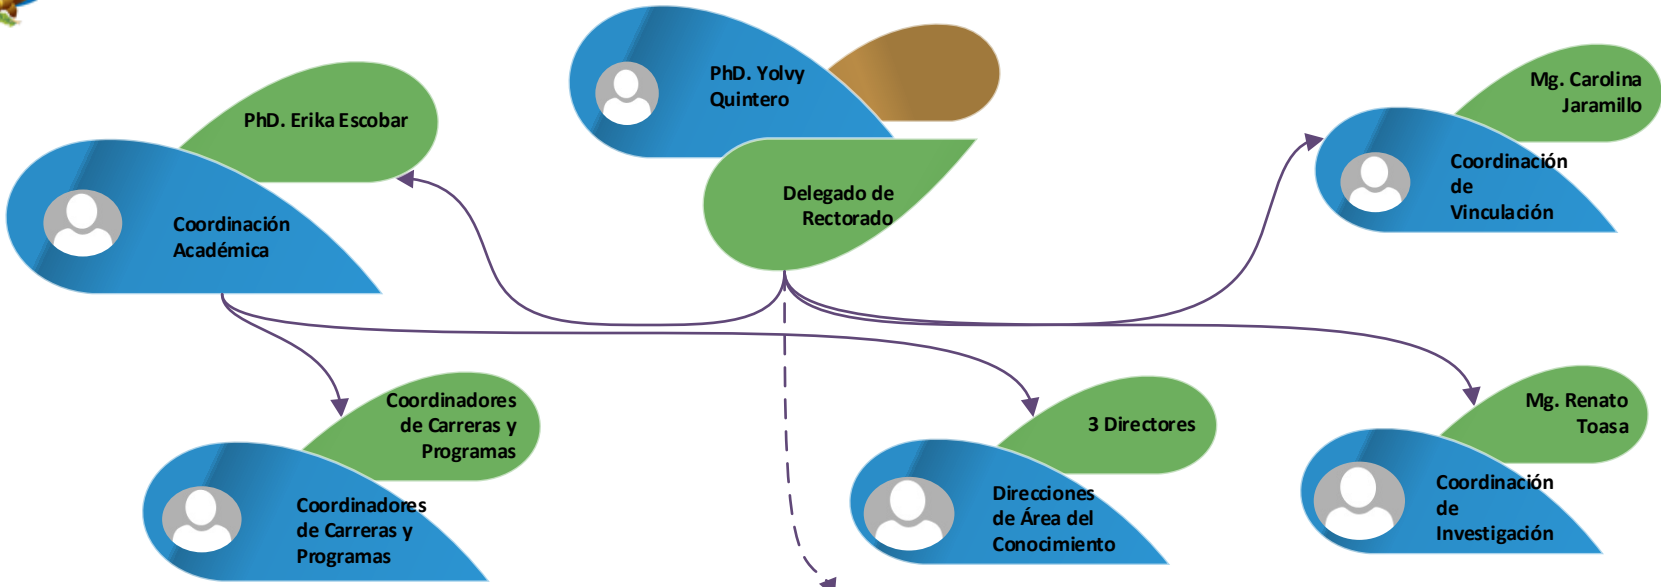 PhD. Yolvy
Quintero
Delegado de
Rectorado
PhD. Erika Escobar
Coordinación
Académica
Mg. Carolina
Jaramillo
Coordinación
de
Vinculación
Coordinadores
de Carreras y
Programas
Coordinadores
de Carreras y
Programas
3 Directores
Direcciones
de Área del
Conocimiento
Mg. Renato
Toasa
Coordinación
de
Investigación